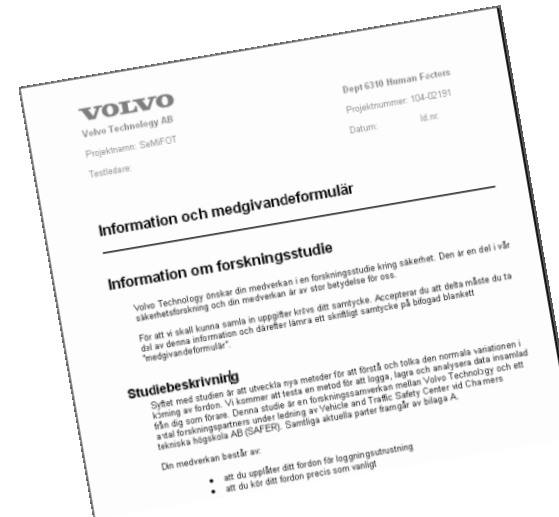 VOLVO
Volvo Technology AB
Projektnamn: SeMiFOT
Testledare:
Dept 6310 Human Factors
Projektnummer: 104-02191
Datum: Id.nr:
Information och medgivandeformulär
Information om forskningsstudie
Volvo Technology önskar din medverkan i en forskningsstudie kring säkerhet. Den är en del i vår
säkerhetsforskning och din medverkan är av stor betydelse för oss.
För att vi skall kunna samla in uppgifter krävs ditt samtycke. Accepterar du att delta måste du ta
del av denna information och därefter lämna ett skriftligt samtycke på bifogad blankett
"medgivandeformulär".
Studiebeskrivning
Syftet med studien är att utveckla nya metoder för att förstå och tolka den normala variationen i
körning av fordon. Vi kommer att testa en metod för att logga, lagra och analysera data insamlad
från dig som förare. Denna studie är en forskningssamverkan mellan Volvo Technology och ett
antal forskningspartners under ledning av Vehicle and Traffic Safety Center vid Chalmers
tekniska högskola AB (SAFER). Samtliga aktuella parter framgår av bilaga A.
Din medverkan består av:
• att du upplåter ditt fordon för loggningsutrustning
• att du kör ditt fordon precis som vanligt